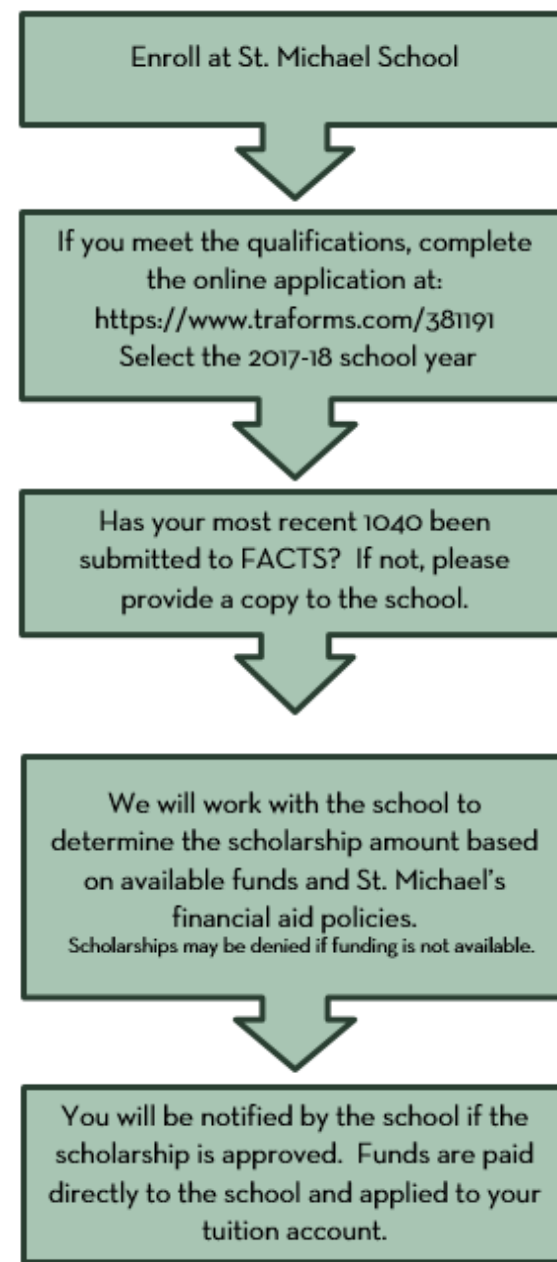 Enroll at St. Michael School
If you meet the qualifications, complete
the online application at:
https://www.traforms.com/381191
Select the 2017-18 school year
Has your most recent 1040 been
submitted to FACTS? If not, please
provide a copy to the school.
We will work with the school to
determine the scholarship amount based
on available funds and St. Michael's
financial aid policies.
Scholarships may be denied if funding is not available.
You will be notified by the school if the
scholarship is approved. Funds are paid
directly to the school and applied to your
tuition account.